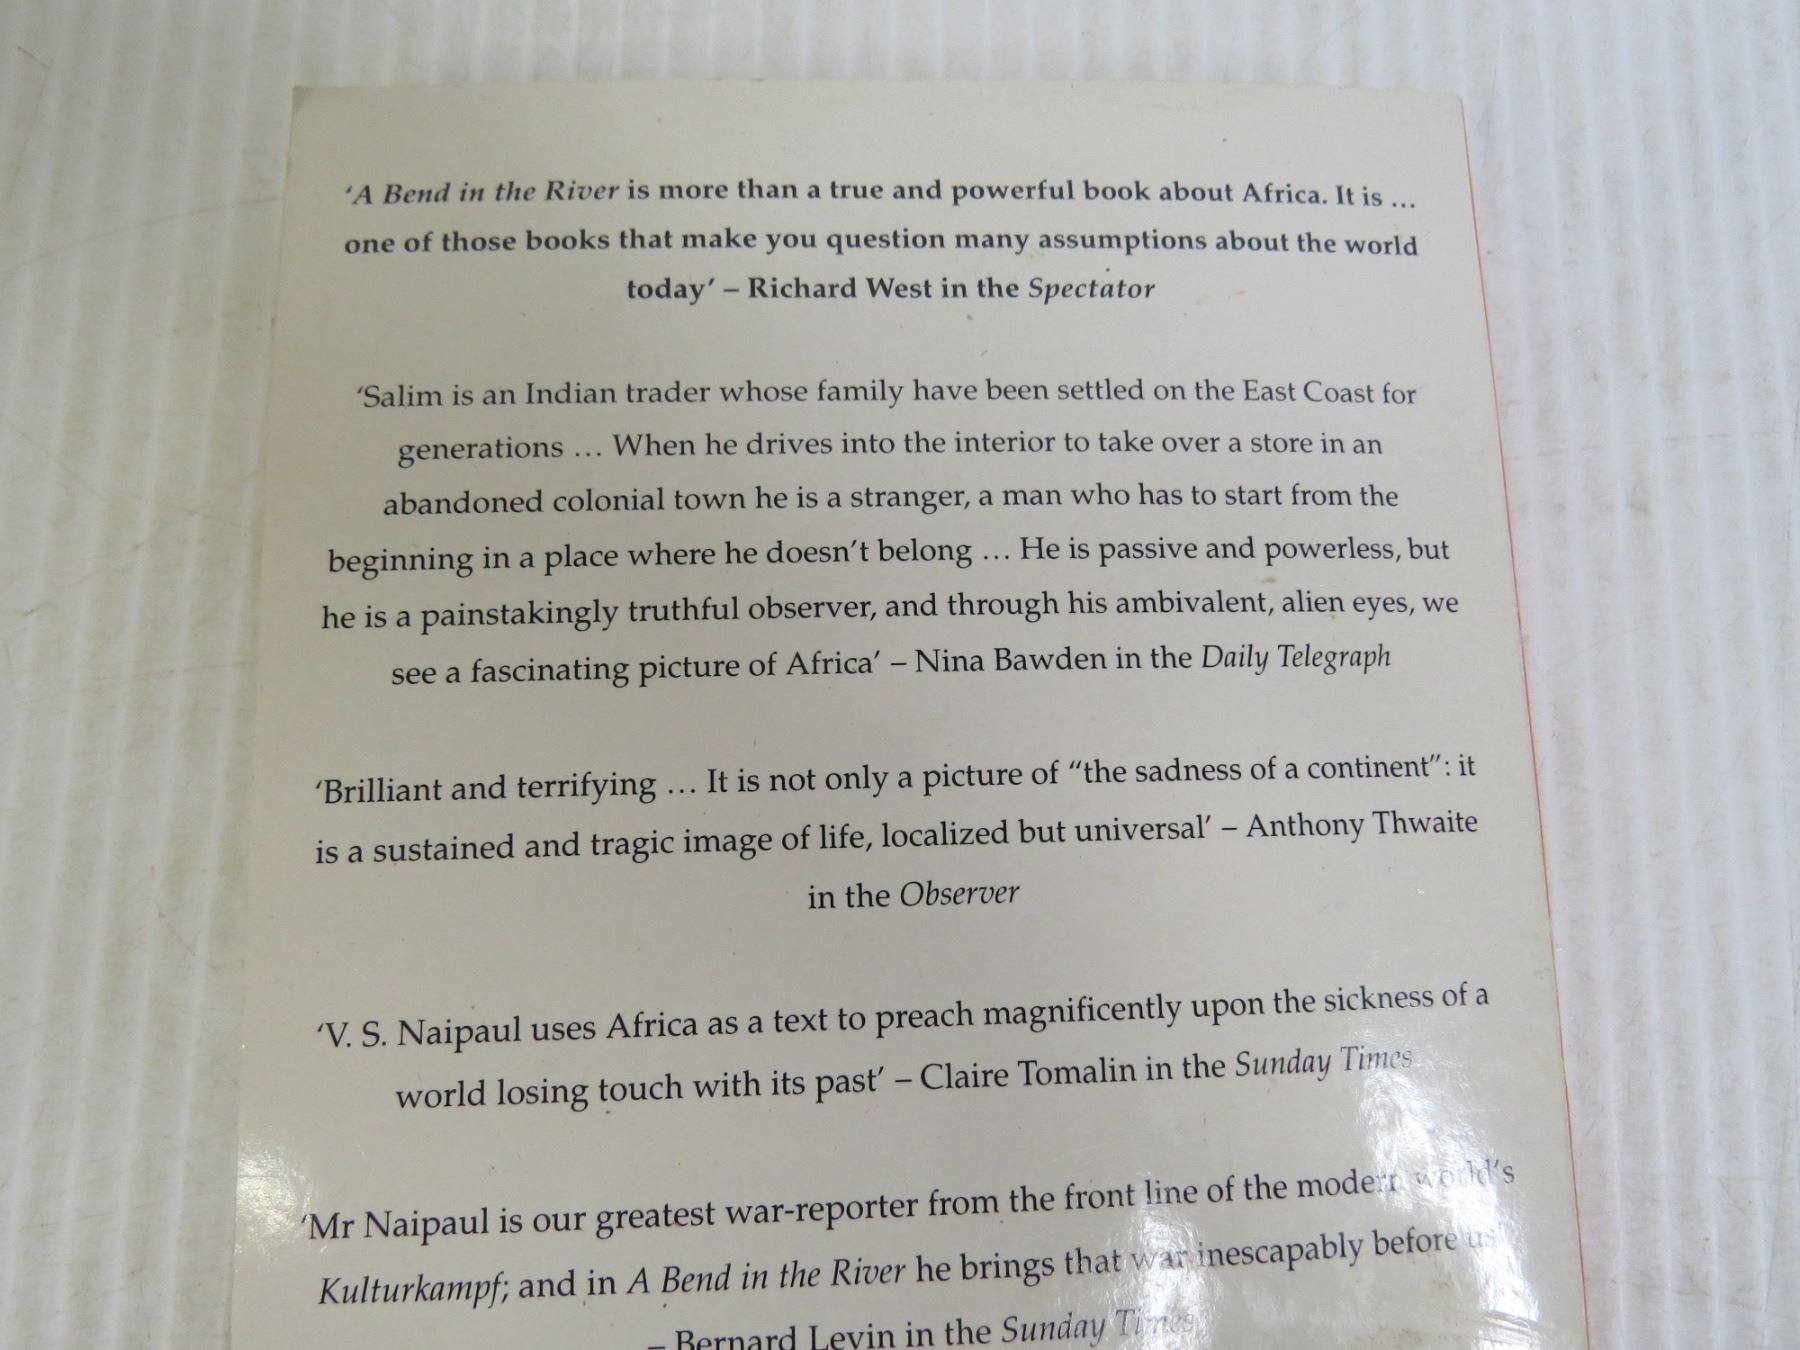 ‘A Bend in the River is more than a true and powerful book about Africa. It is …
one of those books that make you question many assumptions about the world
today’ – Richard West in the Spectator
‘Salim is an Indian trader whose family have been settled on the East Coast for
generations … When he drives into the interior to take over a store in an
abandoned colonial town he is a stranger, a man who has to start from the
beginning in a place where he doesn’t belong … He is passive and powerless, but
he is a painstakingly truthful observer, and through his ambivalent, alien eyes, we
see a fascinating picture of Africa’ – Nina Bawden in the Daily Telegraph
‘Brilliant and terrifying … It is not only a picture of “the sadness of a continent”: it
is a sustained and tragic image of life, localized but universal’ – Anthony Thwaite
in the Observer
‘V. S. Naipaul uses Africa as a text to preach magnificently upon the sickness of a
world losing touch with its past’ – Claire Tomalin in the Sunday Times
‘Mr Naipaul is our greatest war-reporter from the front line of the modern world’s
Kulturkampf; and in A Bend in the River he brings that war inescapably before us’
– Bernard Levin in the Sunday Times